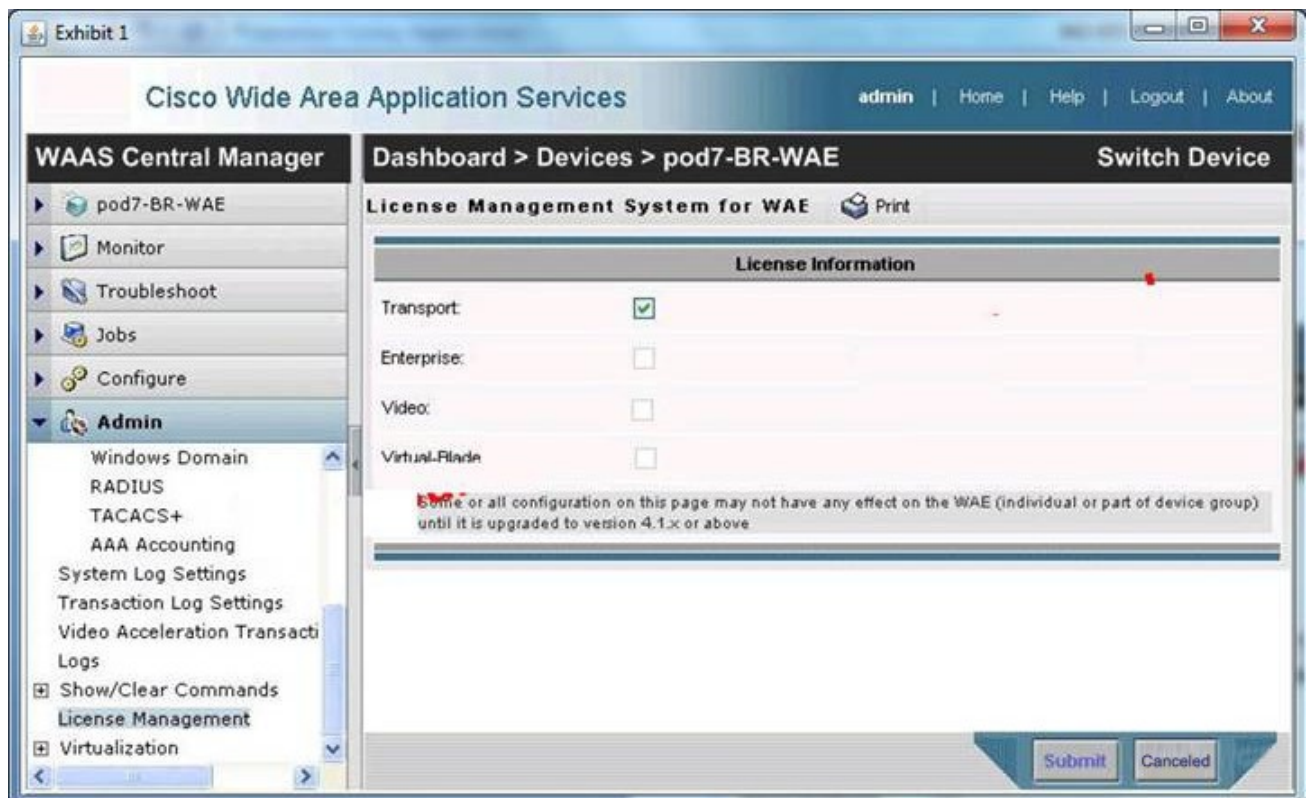 Exhibit 1
Cisco Wide Area Application Services
admin | Home | Help | Logout | About
WAAS Central Manager
Dashboard > Devices > pod7-BR-WAE
Switch Device
pod7-BR-WAE
Monitor
Troubleshoot
Jobs
Configure
Admin
Windows Domain
RADIUS
TACACS+
AAA Accounting
System Log Settings
Transaction Log Settings
Video Acceleration Transacti
Logs
Show/Clear Commands
License Management
Virtualization
License Management System for WAE
Print
License Information
Transport:
Enterprise:
Video:
Virtual-Blade
Some or all configuration on this page may not have any effect on the WAE (individual or part of device group)
until it is upgraded to version 4.1.x or above
Submit
Canceled